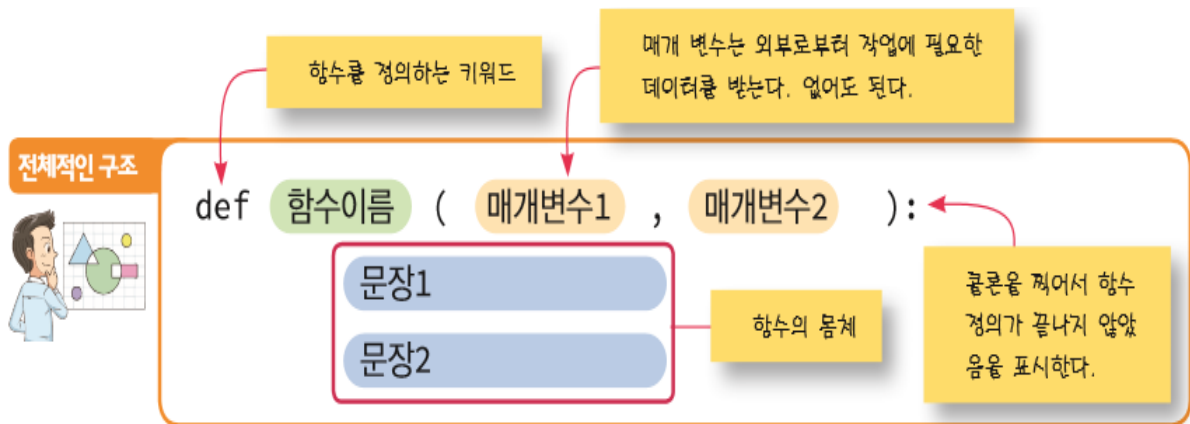 함수를 정의하는 키워드
매개 변수는 외부로부터 작업에 필요한
데이터를 받는다. 없어도 된다.
전체적인 구조
def 함수이름 ( 매개변수1 , 매개변수2 ):
문장1
문장2
함수의 몸체
콜론을 찍어서 함수
정의가 끝나지 않았
음을 표시한다.